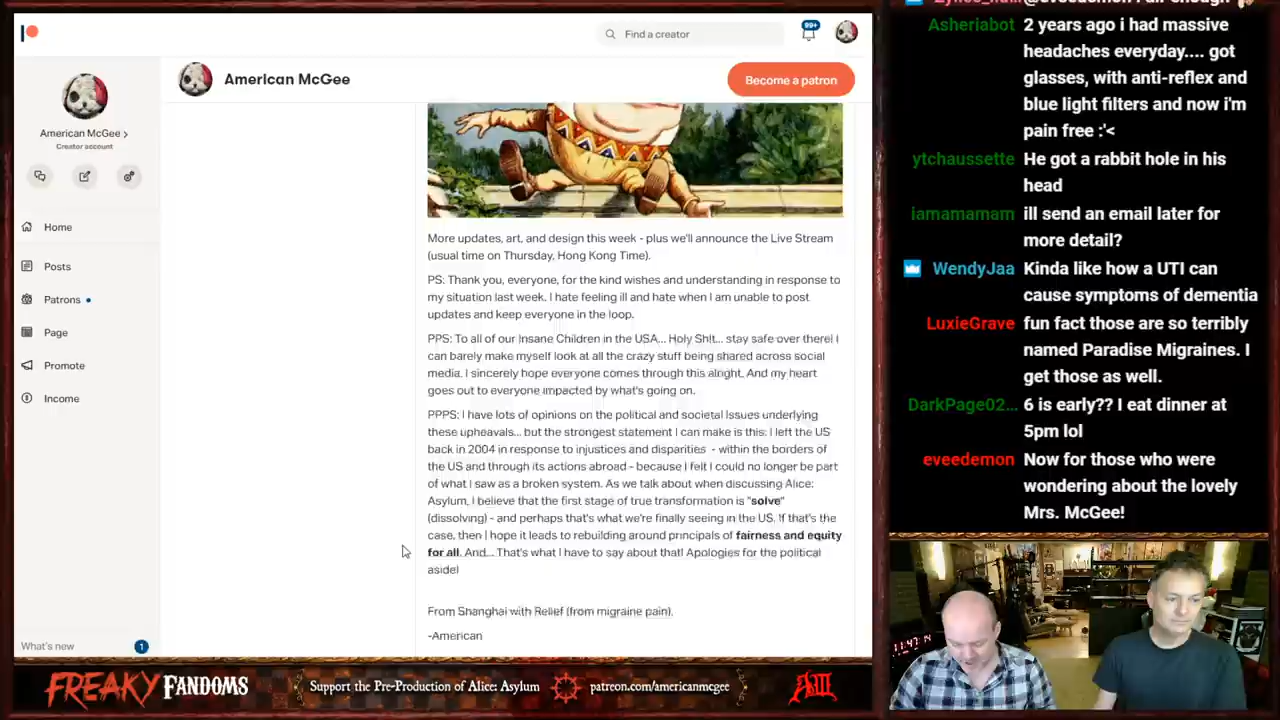 Find a creator
99+
American McGee
Become a patron
American McGee
Creator account
Home
Posts
Patrons
Page
Promote
Income
What's new
1
More updates, art, and design this week - plus we'll announce the Live Stream
(usual time on Thursday, Hong Kong Time).
PS: Thank you, everyone, for the kind wishes and understanding in response to
my situation last week. I hate feeling ill and hate when I am unable to post
updates and keep everyone in the loop.
PPS: To all of our Insane Children in the USA... Holy Sh!t... stay safe over there! I
can barely make myself look at all the crazy stuff being shared across social
media. I sincerely hope everyone comes through this alright. And my heart
goes out to everyone impacted by what's going on.
PPPS: I have lots of opinions on the political and societal issues underlying
these upheavals... but the strongest statement I can make is this: I left the US
back in 2004 in response to injustices and disparities - within the borders of
the US and through its actions abroad - because I felt I could no longer be part
of what I saw as a broken system. As we talk about when discussing Alice:
Asylum, I believe that the first stage of true transformation is "solve"
(dissolving) - and perhaps that's what we're finally seeing in the US. If that's the
case, then I hope it leads to rebuilding around principals of fairness and equity
for all. And... That's what I have to say about that! Apologies for the political
aside!
From Shanghai with Relief (from migraine pain).
-American
Asheriabot 2 years ago i had massive
headaches everyday.... got
glasses, with anti-reflex and
blue light filters and now i'm
pain free :'<
ytchaussette He got a rabbit hole in his
head
iamamamam ill send an email later for
more detail?
WendyJaa Kinda like how a UTI can
cause symptoms of dementia
LuxieGrave fun fact those are so terribly
named Paradise Migraines. I
get those as well.
DarkPage02... 6 is early?? I eat dinner at
5pm lol
eveedemon Now for those who were
wondering about the lovely
Mrs. McGee!
FREAKY FANDOMS
Support the Pre-Production of Alice: Asylum
patreon.com/americanmcgee